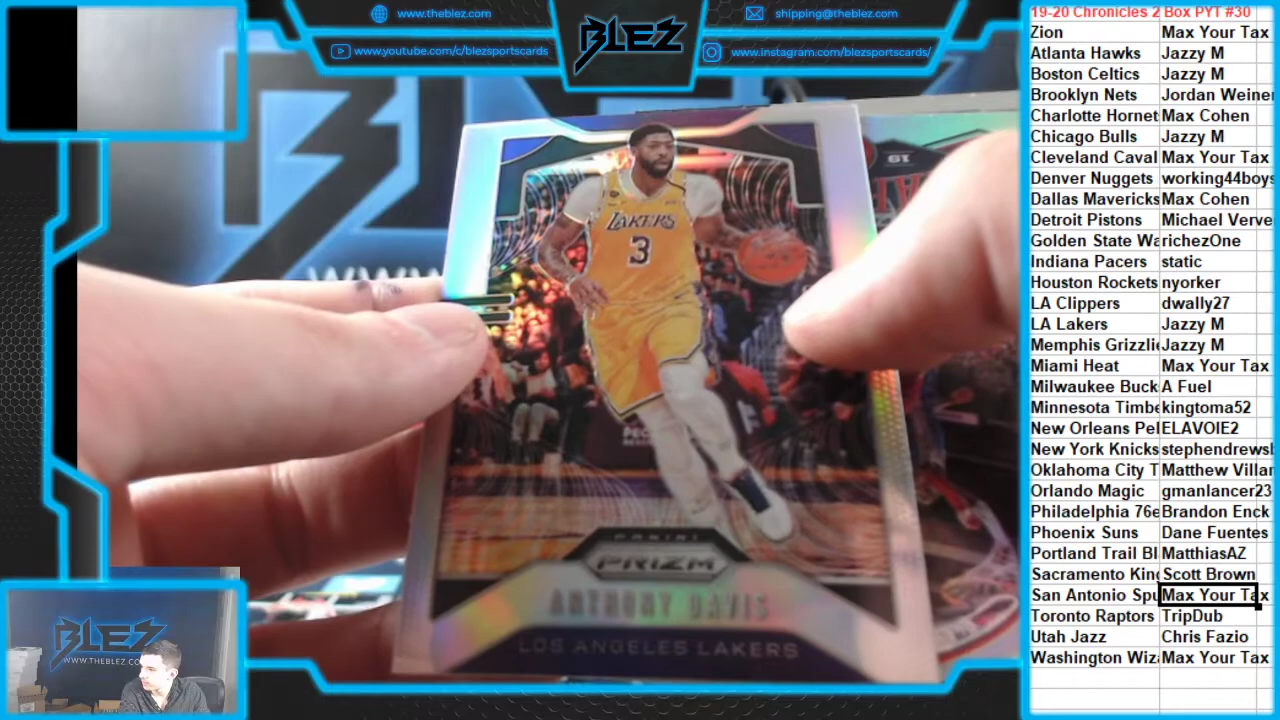 www.theblez.com
shipping@theblez.com
www.youtube.com/c/blezsportscards
BLEZ
www.instagram.com/blezsportscards/
LAKERS
3
19
PANINI
PRIZM
ANTHONY DAVIS
LOS ANGELES LAKERS
BLEZ
WWW.THEBLEZ.CO
19-20 Chronicles 2 Box PYT #30
Zion Max Your Tax
Atlanta Hawks Jazzy M
Boston Celtics Jazzy M
Brooklyn Nets Jordan Weiner
Charlotte Hornet Max Cohen
Chicago Bulls Jazzy M
Cleveland Caval Max Your Tax
Denver Nuggets working44boys
Dallas Mavericks Max Cohen
Detroit Pistons Michael Verve
Golden State Wa richezOne
Indiana Pacers static
Houston Rockets nyorker
LA Clippers dwally27
LA Lakers Jazzy M
Memphis Grizzlie Jazzy M
Miami Heat Max Your Tax
Milwaukee Buck A Fuel
Minnesota Timbe kingtoma52
New Orleans Pel ELAVOIE2
New York Knicks stephendrewsl
Oklahoma City T Matthew Villar
Orlando Magic gmanlancer23
Philadelphia 76e Brandon Enck
Phoenix Suns Dane Fuentes
Portland Trail Bl MatthiasAZ
Sacramento King Scott Brown
San Antonio Spu Max Your Tax
Toronto Raptors TripDub
Utah Jazz Chris Fazio
Washington Wiza Max Your Tax